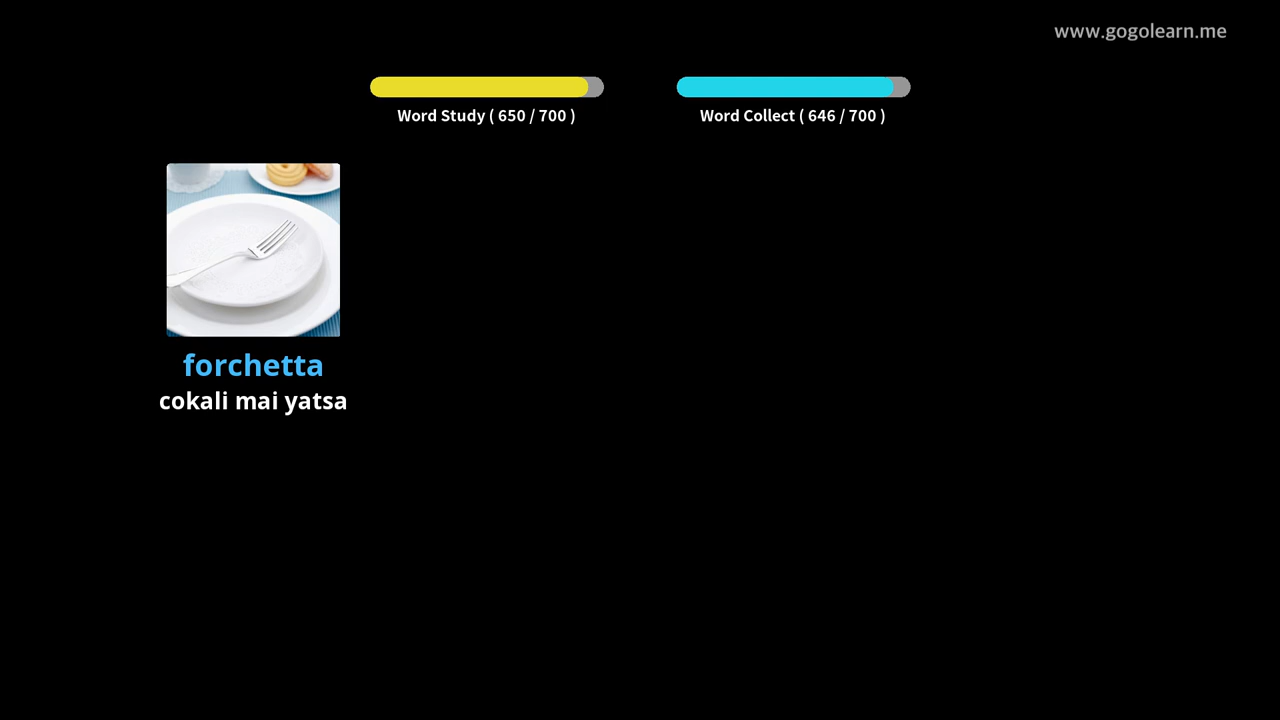 www.gogolearn.me
Word Study ( 650 / 700 )
Word Collect ( 646 / 700 )
forchetta
cokali mai yatsa